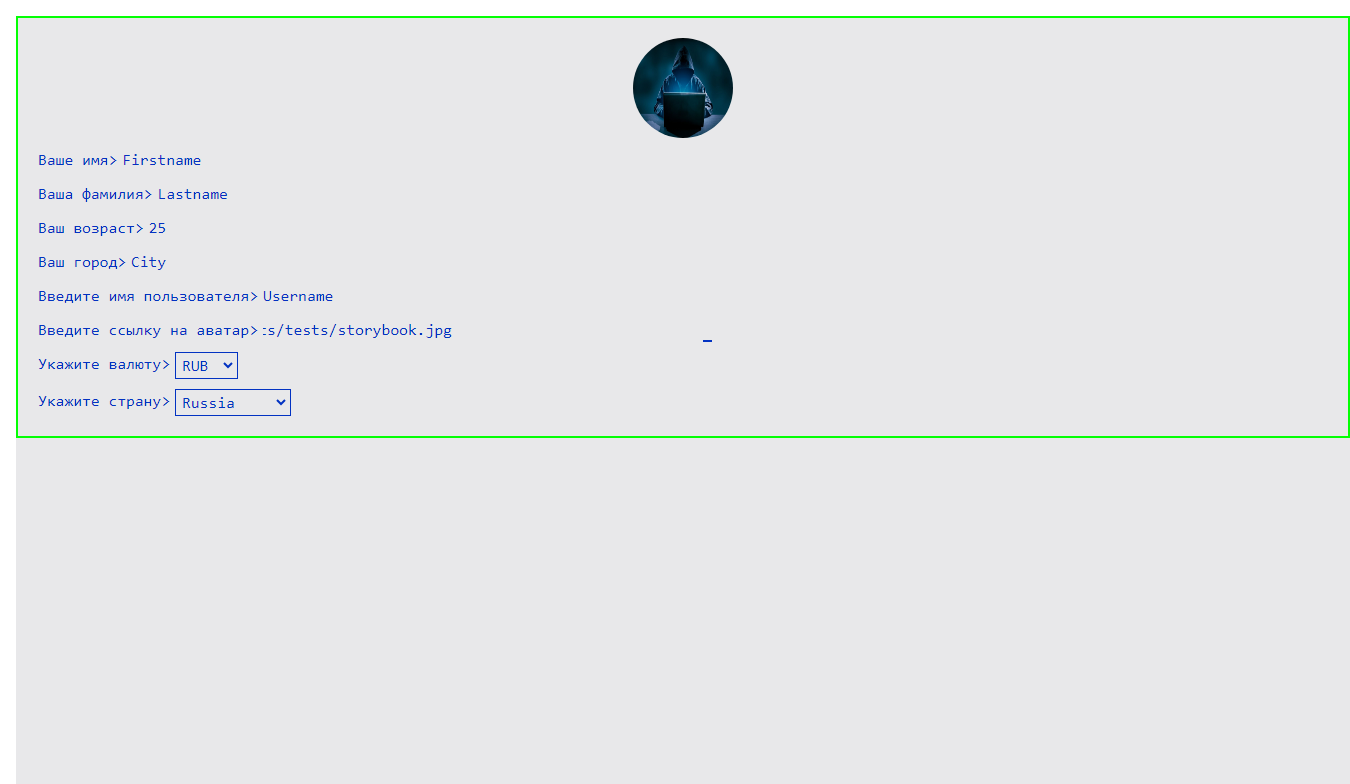 Ваше имя> Firstname
Ваша фамилия> Lastname
Ваш возраст> 25
Ваш город> City
Введите имя пользователя> Username
Введите ссылку на аватар> :s/tests/storybook.jpg
Укажите валюту> RUB
Укажите страну> Russia